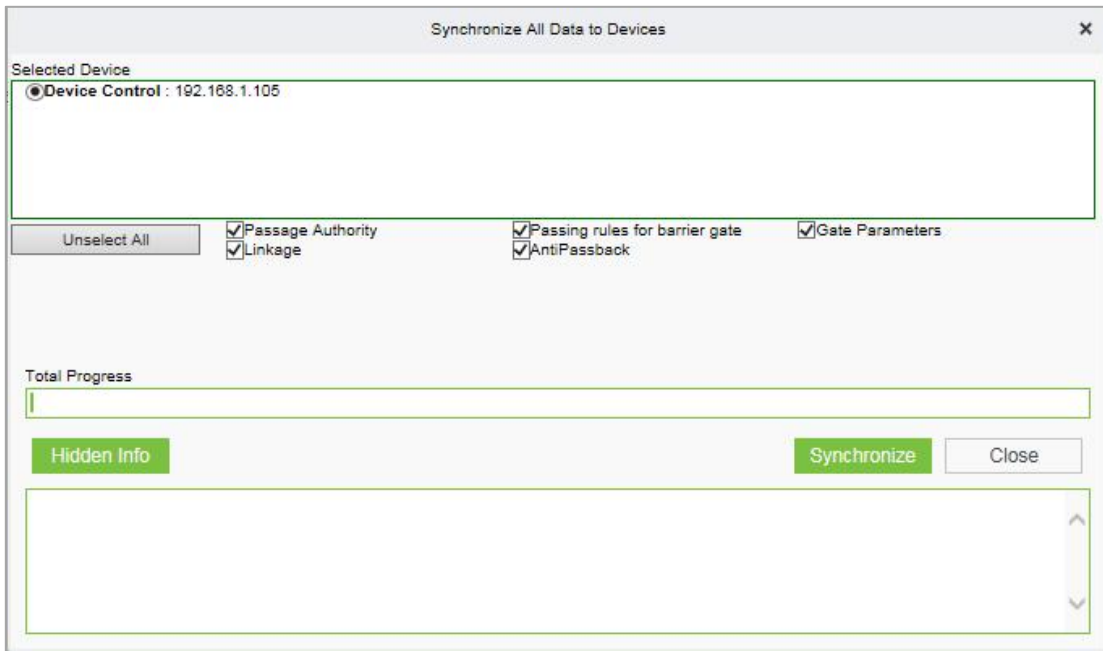 Synchronize All Data to Devices
Selected Device
Device Control : 192.168.1.105
Unselect All
Passage Authority
Passing rules for barrier gate
Gate Parameters
Linkage
AntiPassback
Total Progress
Hidden Info
Synchronize
Close